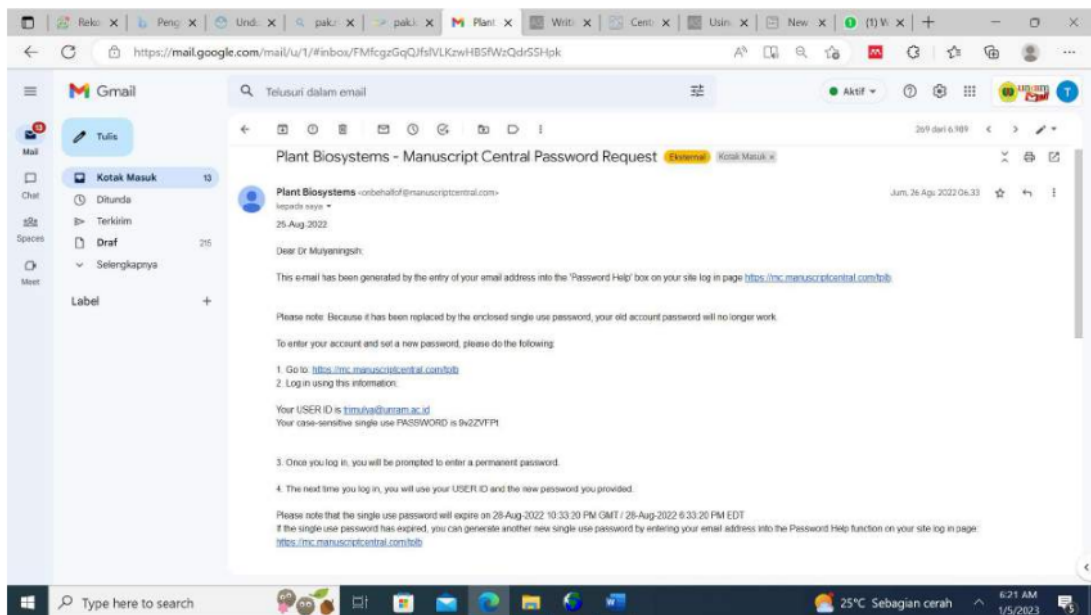 Reko
Peng
Und
pak.r
pak.i
Plant
Writi
Cent
Usin
New
(1) W
https://mail.google.com/mail/u/1/#inbox/FMfcgzGqQJfslVLKzwHBSfWzQdrSSHpk
Gmail
Telusuri dalam email
Aktif
unram
T
13
Mail
Tulis
269 dari 6.989
Plant Biosystems - Manuscript Central Password Request Eksternal Kotak Masuk x
Kotak Masuk 13
Chat
Ditunda
Plant Biosystems <onbehalfof@manuscriptcentral.com>
Jum, 26 Agu 2022 06.33
kepada saya
Terkirim
Spaces
Draf 215
Selengkapnya
Meet
Label +
25-Aug-2022
Dear Dr Mulyaningsih:
This e-mail has been generated by the entry of your email address into the 'Password Help' box on your site log in page https://mc.manuscriptcentral.com/tplb.
Please note: Because it has been replaced by the enclosed single use password, your old account password will no longer work.
To enter your account and set a new password, please do the following:
1. Go to: https://mc.manuscriptcentral.com/tplb
2. Log in using this information:
Your USER ID is trimulya@unram.ac.id
Your case-sensitive single use PASSWORD is 9v2ZVFPt
3. Once you log in, you will be prompted to enter a permanent password.
4. The next time you log in, you will use your USER ID and the new password you provided.
Please note that the single use password will expire on 28-Aug-2022 10:33:20 PM GMT / 28-Aug-2022 6:33:20 PM EDT
If the single use password has expired, you can generate another new single use password by entering your email address into the Password Help function on your site log in page:
https://mc.manuscriptcentral.com/tplb
Type here to search
25°C Sebagian cerah
6:21 AM
1/5/2023